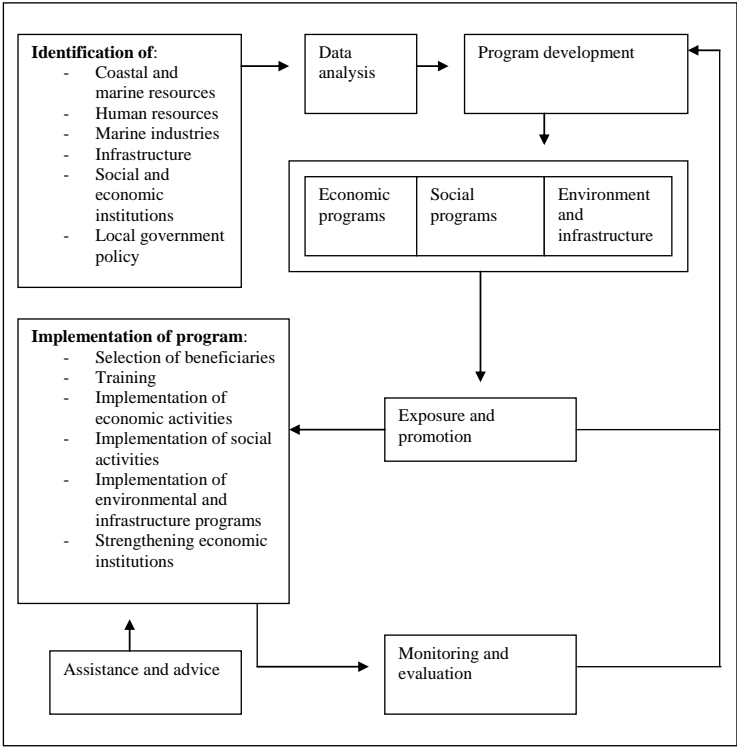 Identification of:
- Coastal and
marine resources
- Human resources
- Marine industries
- Infrastructure
- Social and
economic
institutions
- Local government
policy
Data
analysis
Program development
Economic
programs
Social
programs
Environment
and
infrastructure
Implementation of program:
- Selection of beneficiaries
- Training
- Implementation of
economic activities
- Implementation of social
activities
- Implementation of
environmental and
infrastructure programs
- Strengthening economic
institutions
Exposure and
promotion
Assistance and advice
Monitoring and
evaluation